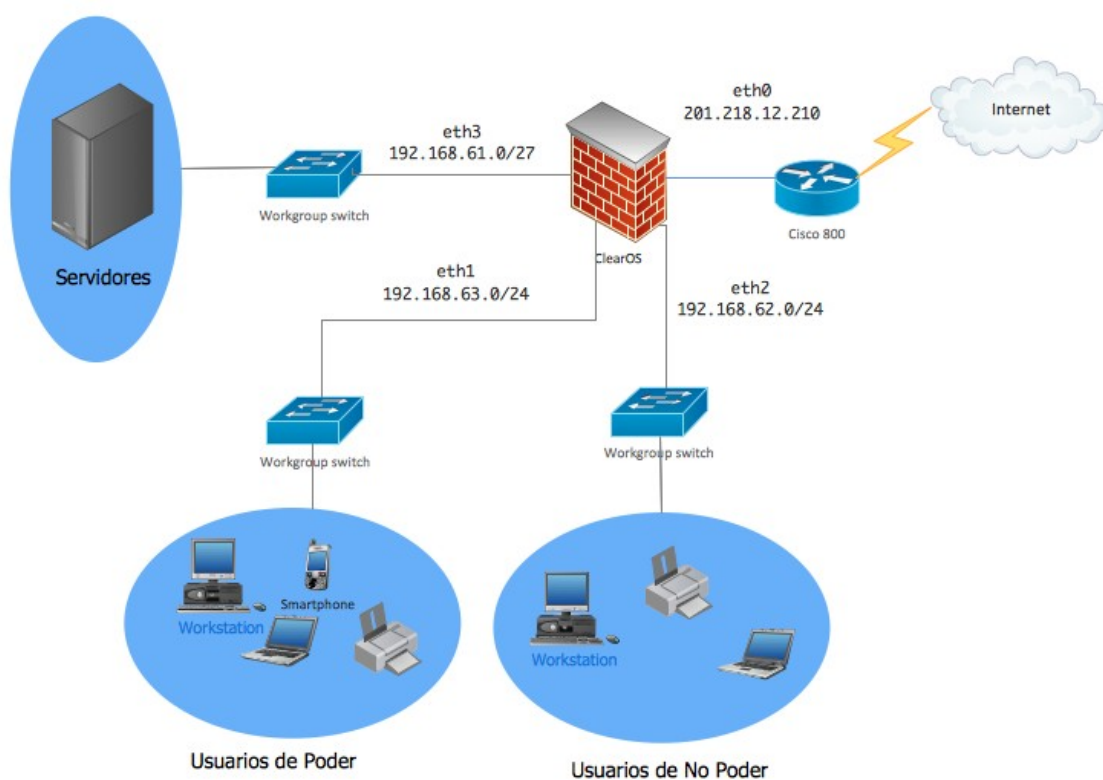 eth0
201.218.12.210
Internet
eth3
192.168.61.0/27
Workgroup switch
Cisco 800
ClearOS
Servidores
eth1
192.168.63.0/24
eth2
192.168.62.0/24
Workgroup switch
Workgroup switch
Smartphone
Workstation
Workstation
Usuarios de Poder
Usuarios de No Poder